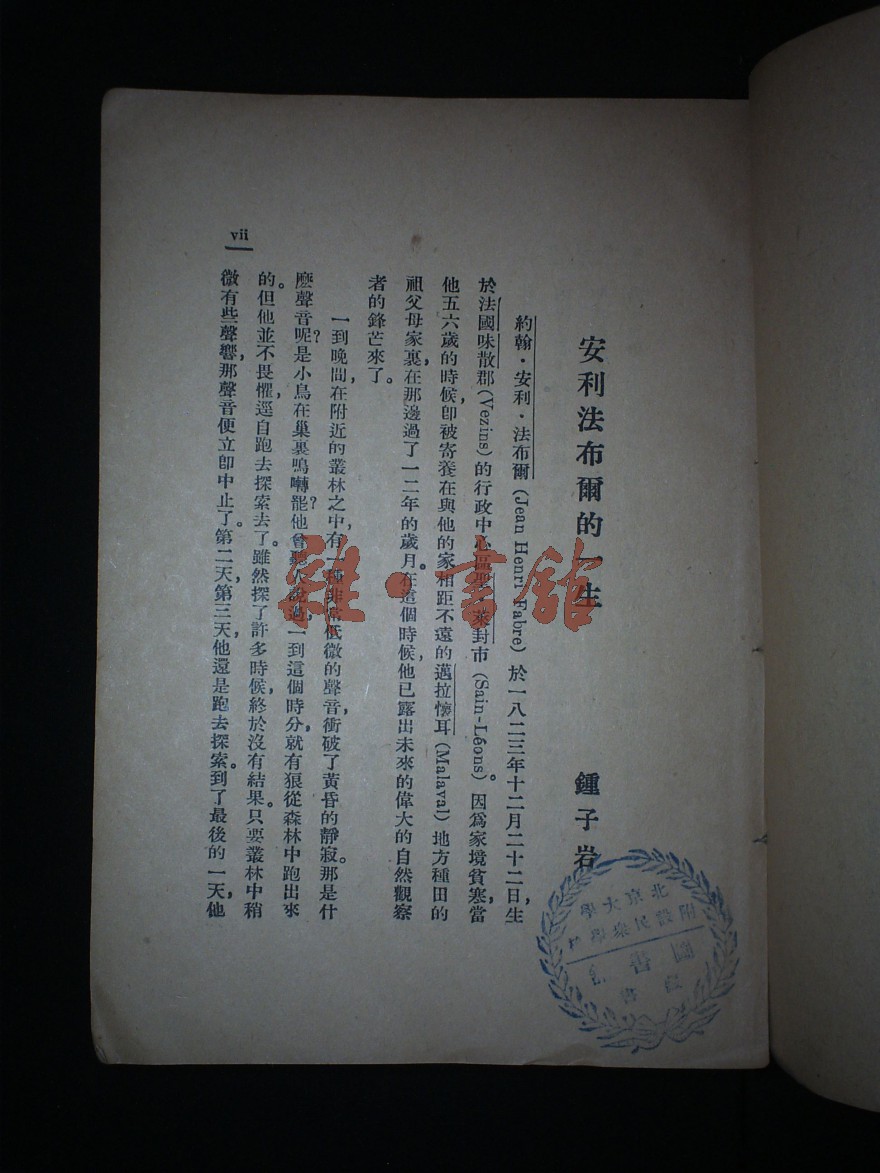 安利法布爾的一生
鍾子岩
約翰·安利·法布爾 (Jean Henri Fabre) 於一八二三年十二月二十二日,生
於法國味散郡 (Vezins) 的行政中心區聖·萊封市 (Sain-Léons)。因爲家境貧寒,當
他五六歲的時候,卽被寄養在與他的家相距不遠的邁拉懷耳 (Malaval) 地方種田的
祖父母家裏,在那邊過了一二年的歲月。在這個時候,他已露出未來的偉大的自然觀察
者的鋒芒來了。
一到晚間,在附近的叢林之中,有一種非常低微的聲音,衝破了黃昏的靜寂。那是什
麼聲音呢?是小鳥在巢裏鳴囀罷?他會聽人說過,一到這個時分,就有狼從森林中跑出來
的。但他並不畏懼,逕自跑去探索去了。雖然探了許多時候,終於沒有結果。只要叢林中稍
微有些聲響,那聲音便立卽中止了。第二天,第三天,他還是跑去探索。到了最後的一天,他
vii
雜·書館
北京大學
附設民衆學校
圖書館
藏書